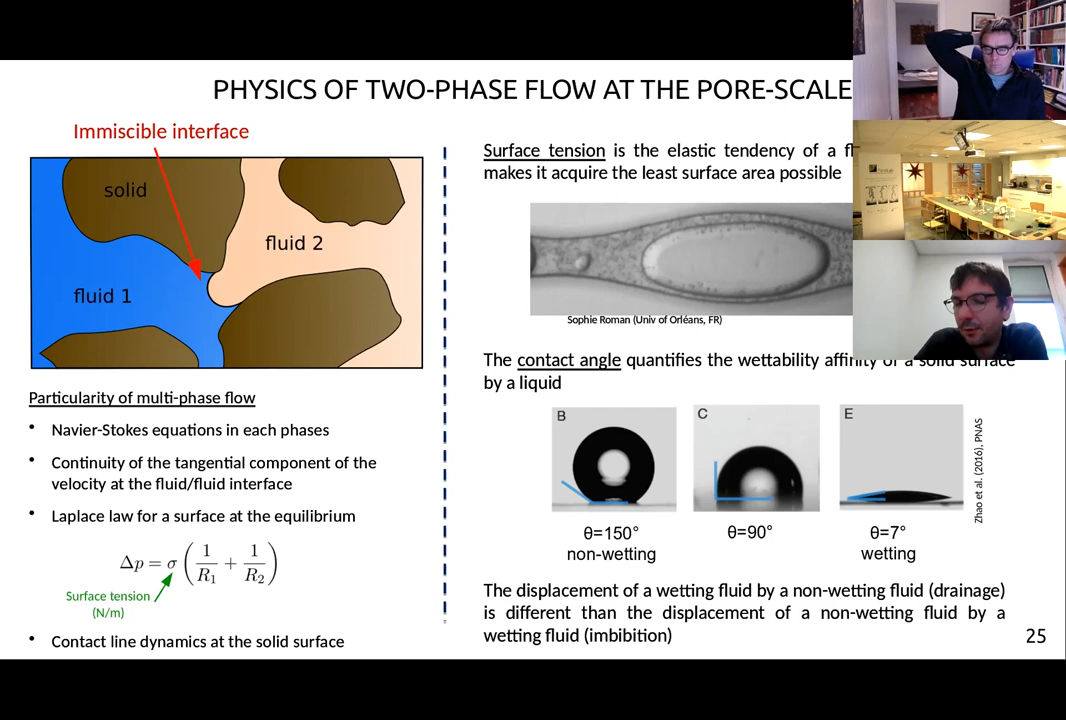 PHYSICS OF TWO-PHASE FLOW AT THE PORE-SCALE
Immiscible interface
solid
fluid 2
fluid 1
Particularity of multi-phase flow
• Navier-Stokes equations in each phases
• Continuity of the tangential component of the
velocity at the fluid/fluid interface
• Laplace law for a surface at the equilibrium
Δp = σ (1/R₁ + 1/R₂)
Surface tension
(N/m)
• Contact line dynamics at the solid surface
Surface tension is the elastic tendency of a
makes it acquire the least surface area possible
Sophie Roman (Univ of Orléans, FR)
The contact angle quantifies the wettability affinity of a solid surface
by a liquid
B
C
E
θ=150°
non-wetting
θ=90°
θ=7°
wetting
Zhao et al. (2016), PNAS
The displacement of a wetting fluid by a non-wetting fluid (drainage)
is different than the displacement of a non-wetting fluid by a
wetting fluid (imbibition)
25